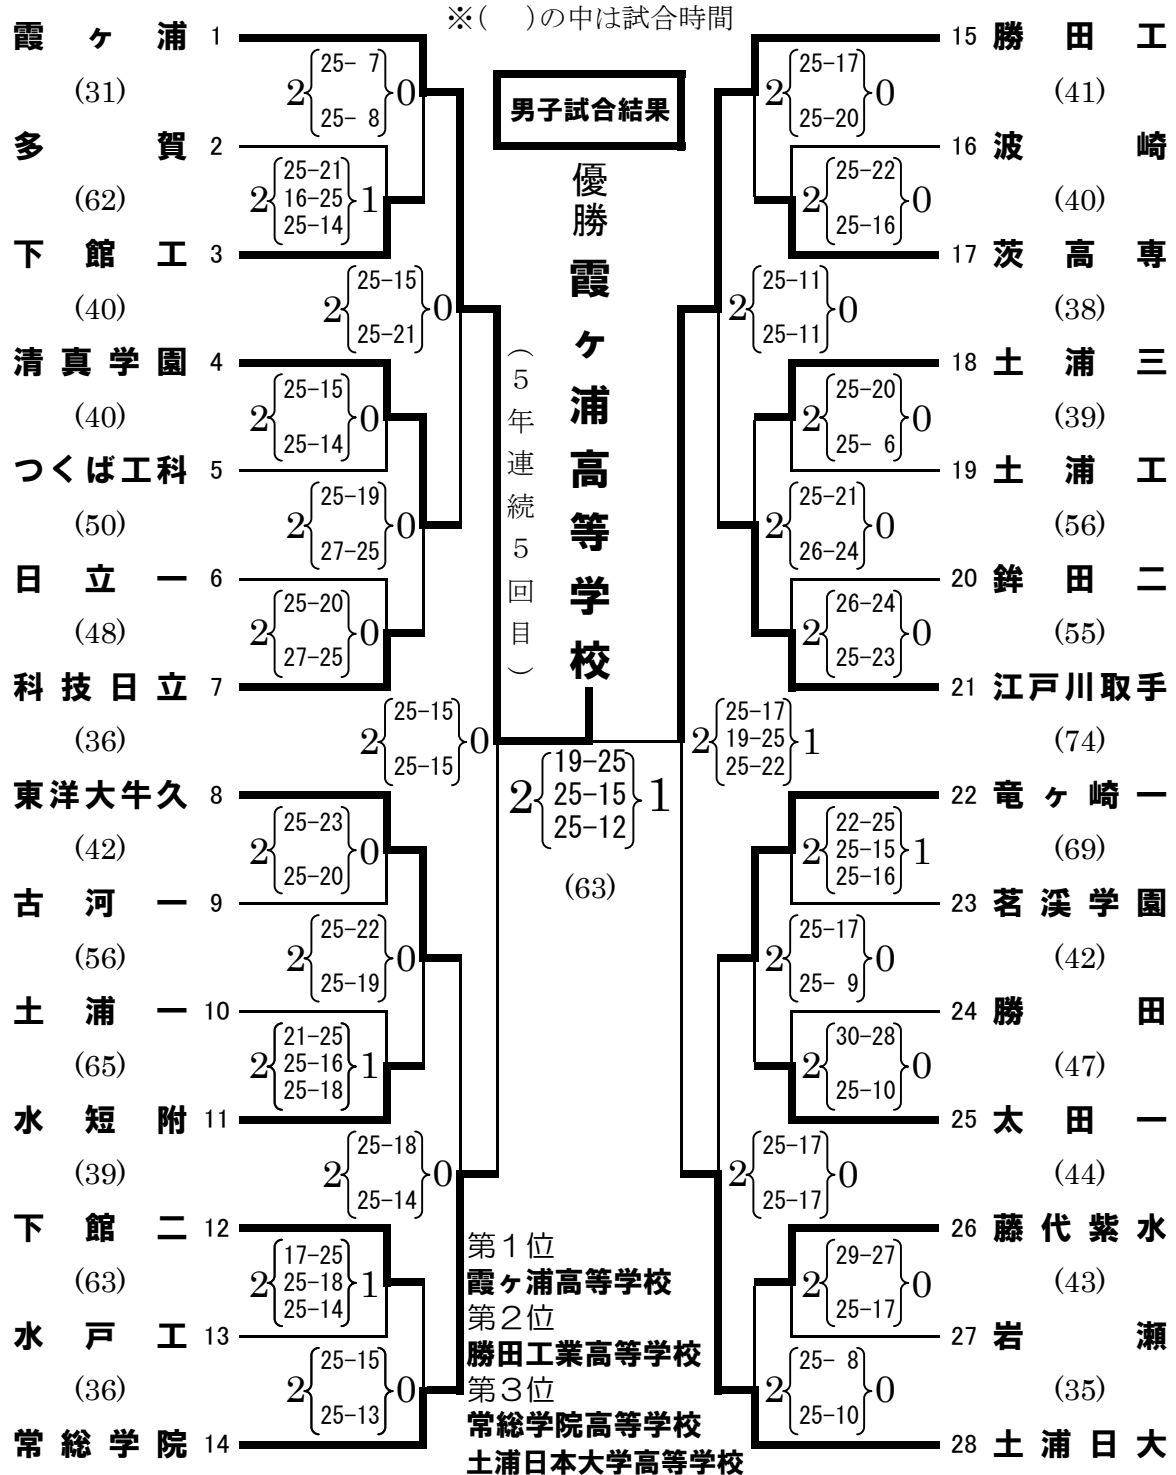 ※(　)の中は試合時間
霞ヶ浦 1
(31)
2 25- 7 0
25- 8
多賀 2
(62)
25-21
2 16-25 1
25-14
下館工 3
(40)
25-15
2 0
25-21
清真学園 4
(40)
25-15
2 0
25-14
つくば工科 5
(50)
25-19
2 0
27-25
日立一 6
(48)
25-20
2 0
27-25
科技日立 7
(36)
25-15
2 0
25-15
東洋大牛久 8
(42)
25-23
2 0
25-20
古河一 9
(56)
25-22
2 0
25-19
土浦一 10
(65)
21-25
2 25-16 1
25-18
水短附 11
(39)
25-18
2 0
25-14
下館二 12
(63)
17-25
2 25-18 1
25-14
水戸工 13
(36)
25-15
2 0
25-13
常総学院 14
男子試合結果
優勝
霞ヶ浦高等学校
（5年連続5回目）
19-25
2 25-15 1
25-12
(63)
第1位
霞ヶ浦高等学校
第2位
勝田工業高等学校
第3位
常総学院高等学校
土浦日本大学高等学校
15 勝田工
25-17
2 0
25-20
(41)
16 波崎
25-22
2 0
25-16
(40)
17 茨高専
25-11
2 0
25-11
(38)
18 土浦三
25-20
2 0
25- 6
(39)
19 土浦工
25-21
2 0
26-24
(56)
20 鉾田二
26-24
2 0
25-23
(55)
21 江戸川取手
25-17
2 19-25 1
25-22
(74)
22 竜ヶ崎一
22-25
2 25-15 1
25-16
(69)
23 茗溪学園
25-17
2 0
25- 9
(42)
24 勝田
30-28
2 0
25-10
(47)
25 太田一
25-17
2 0
25-17
(44)
26 藤代紫水
29-27
2 0
25-17
(43)
27 岩瀬
25- 8
2 0
25-10
(35)
28 土浦日大